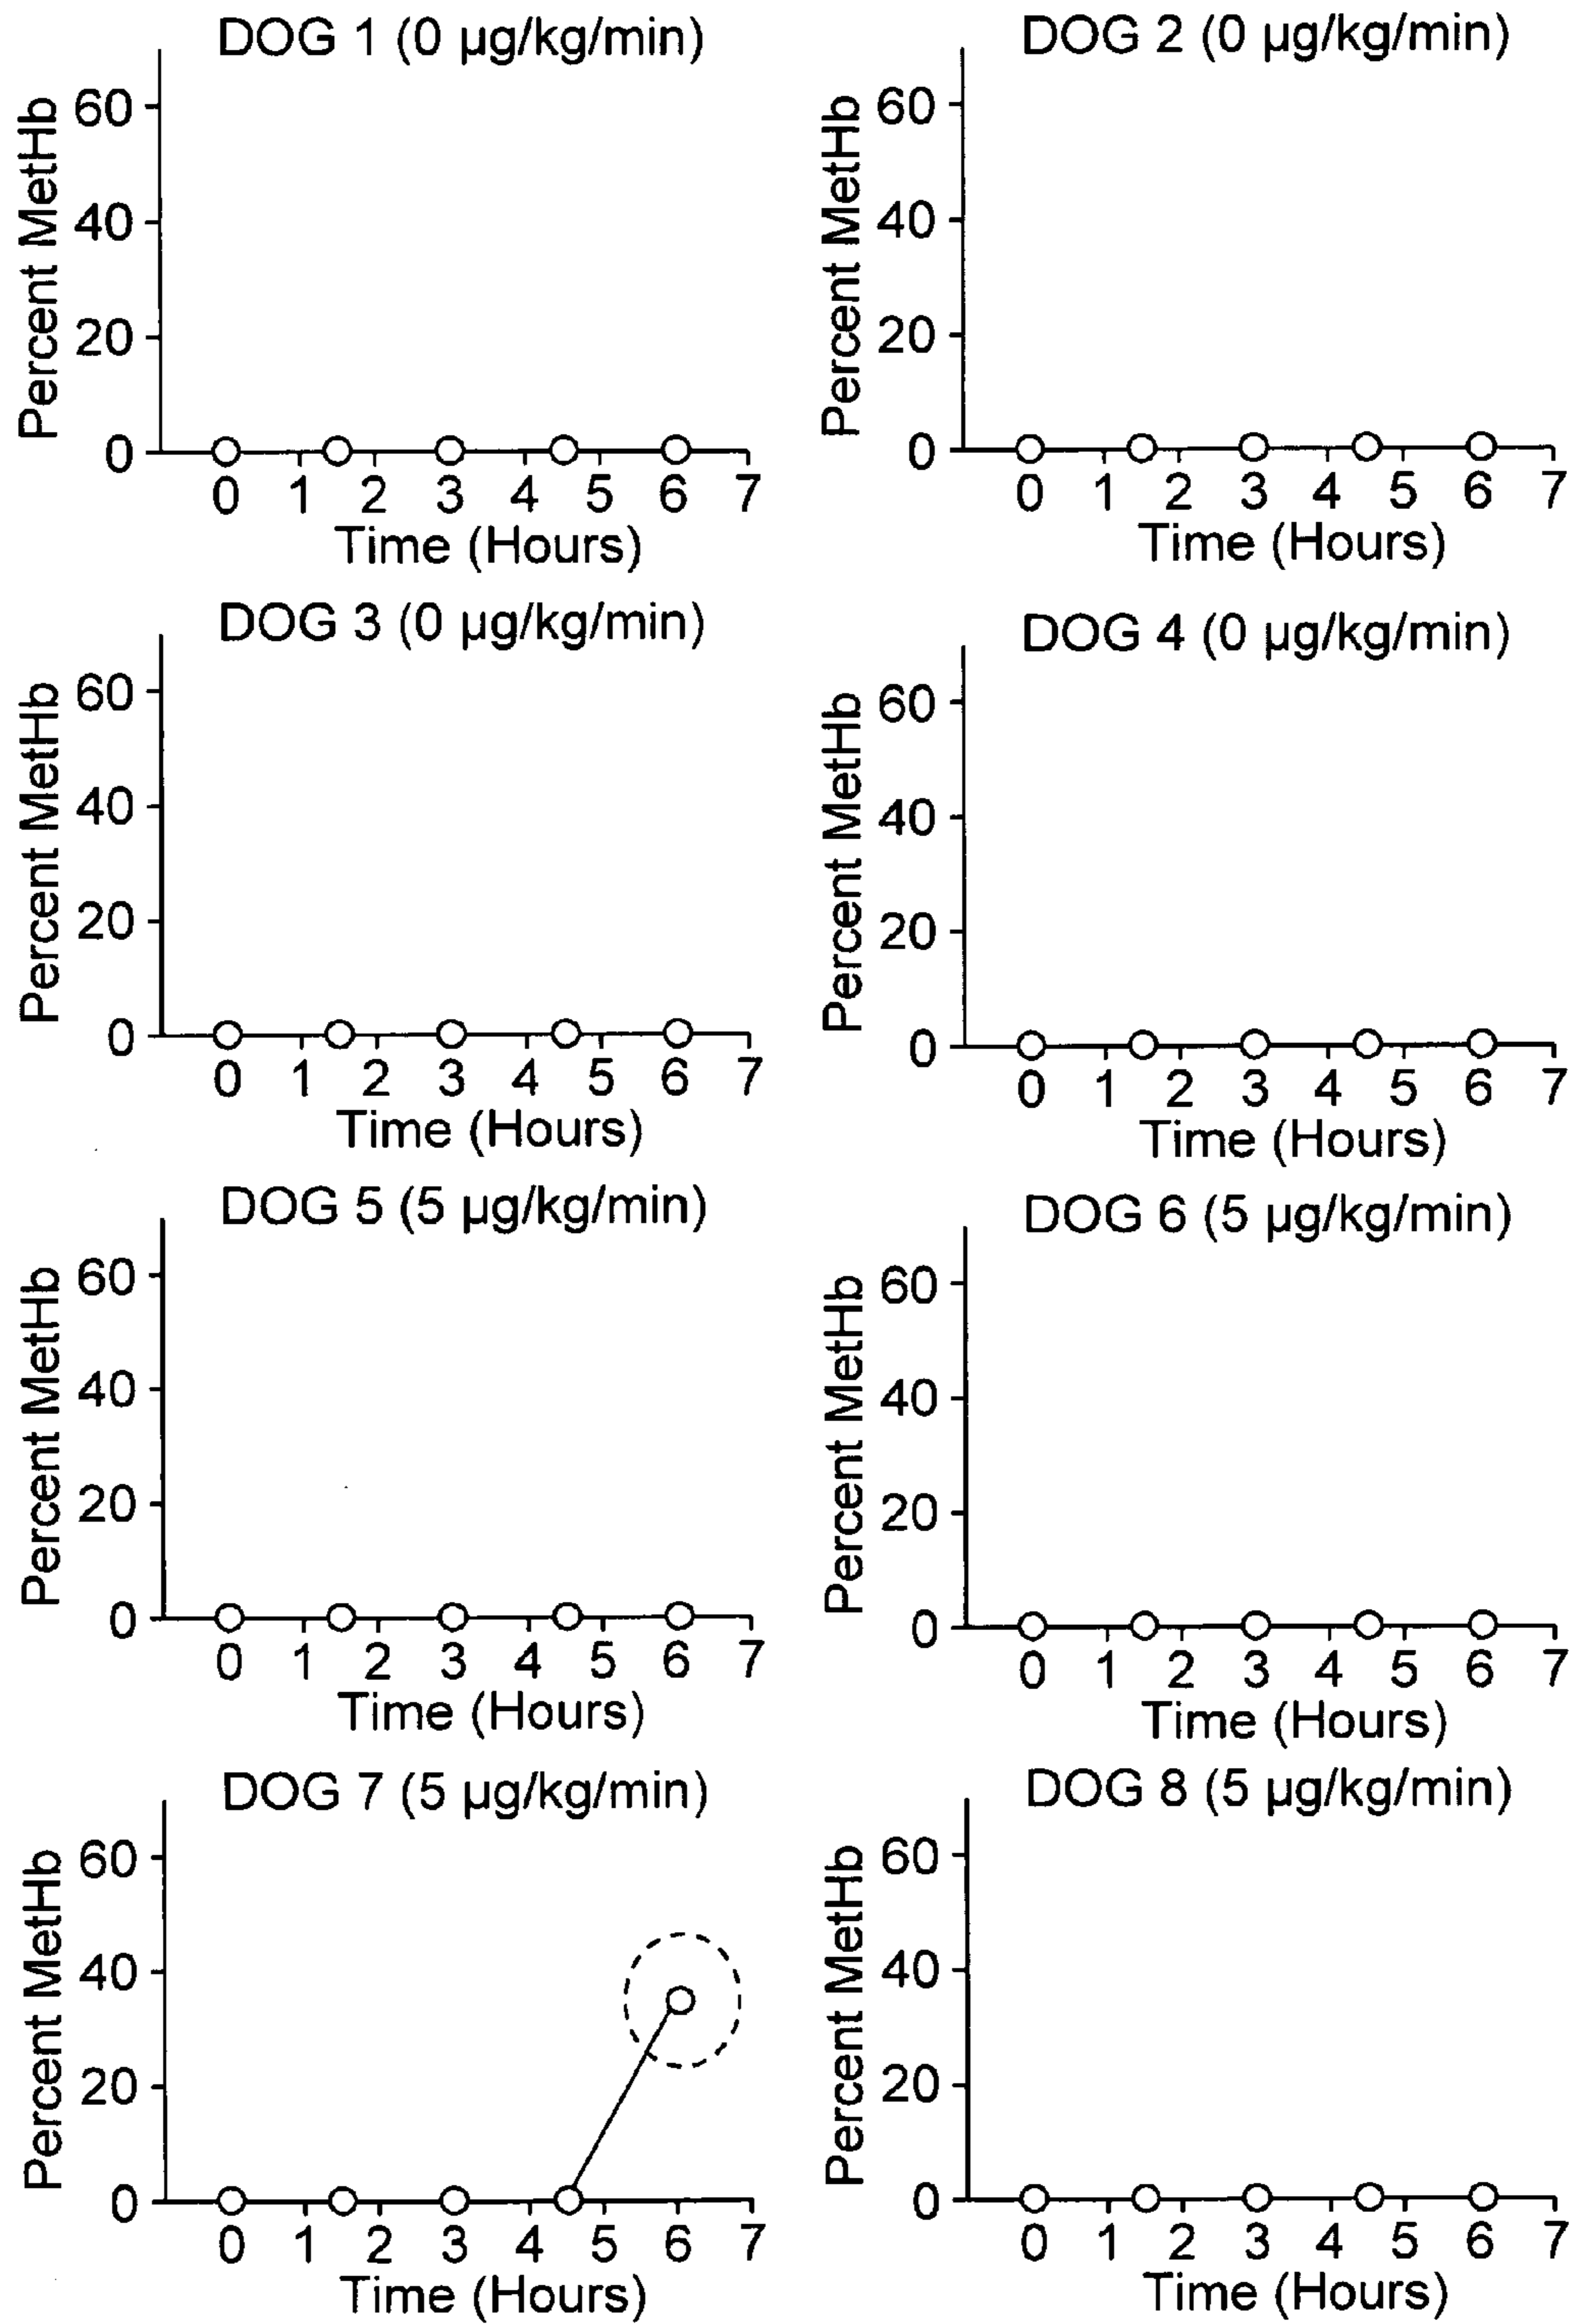 DOG 1 (0 µg/kg/min)
Percent MetHb
60
40
20
0
0 1 2 3 4 5 6 7
Time (Hours)
DOG 2 (0 µg/kg/min)
Percent MetHb
60
40
20
0
0 1 2 3 4 5 6 7
Time (Hours)
DOG 3 (0 µg/kg/min)
Percent MetHb
60
40
20
0
0 1 2 3 4 5 6 7
Time (Hours)
DOG 4 (0 µg/kg/min)
Percent MetHb
60
40
20
0
0 1 2 3 4 5 6 7
Time (Hours)
DOG 5 (5 µg/kg/min)
Percent MetHb
60
40
20
0
0 1 2 3 4 5 6 7
Time (Hours)
DOG 6 (5 µg/kg/min)
Percent MetHb
60
40
20
0
0 1 2 3 4 5 6 7
Time (Hours)
DOG 7 (5 µg/kg/min)
Percent MetHb
60
40
20
0
0 1 2 3 4 5 6 7
Time (Hours)
DOG 8 (5 µg/kg/min)
Percent MetHb
60
40
20
0
0 1 2 3 4 5 6 7
Time (Hours)